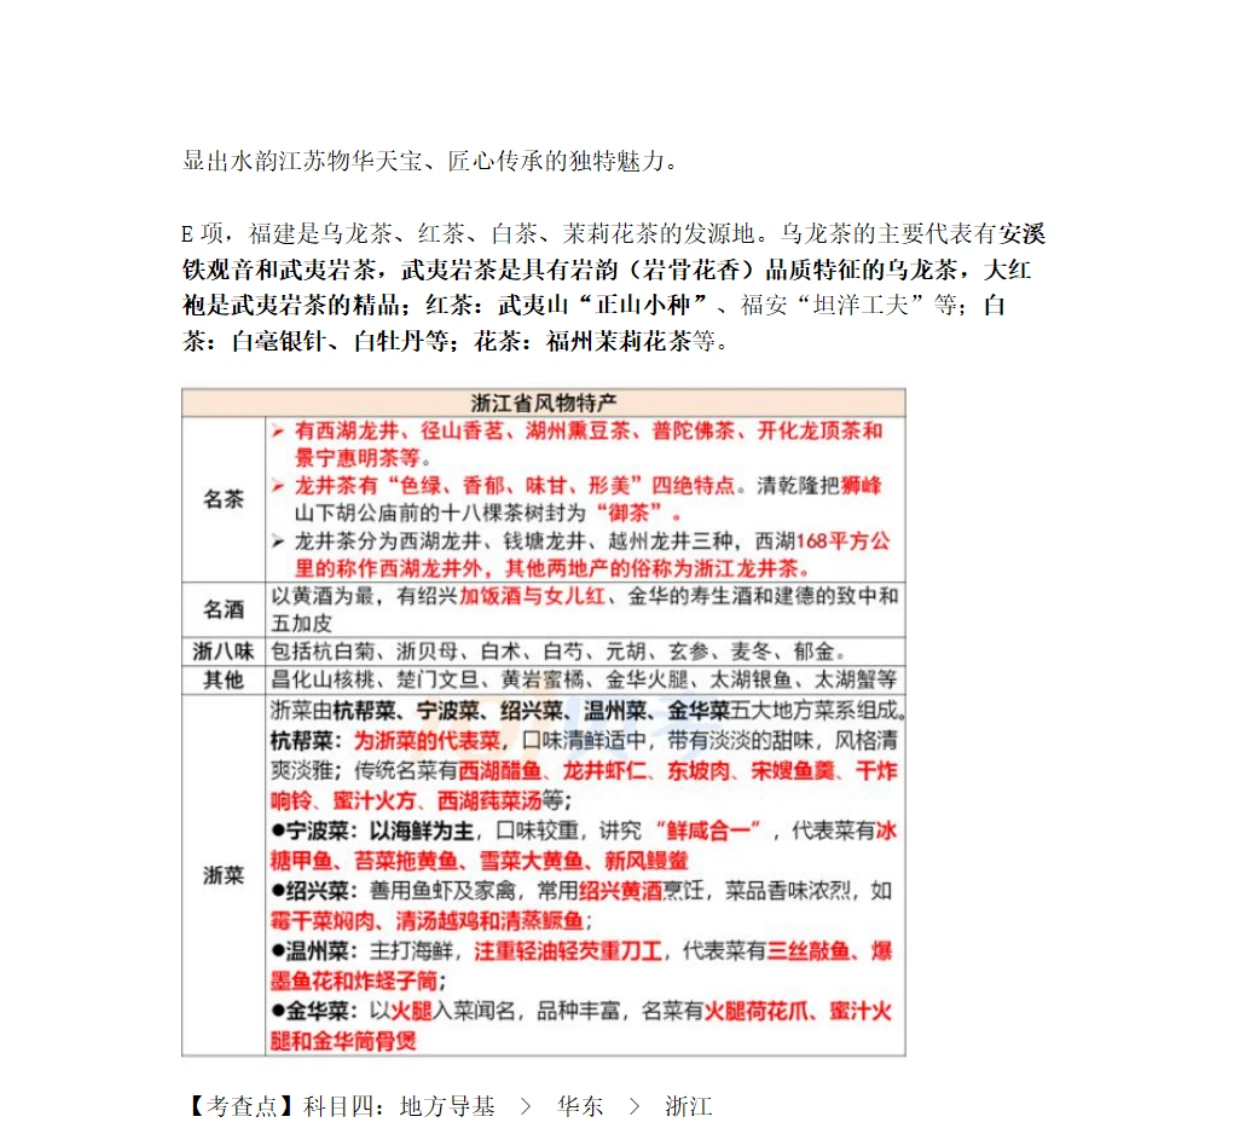 显出水韵江苏物华天宝、匠心传承的独特魅力。
E 项，福建是乌龙茶、红茶、白茶、茉莉花茶的发源地。乌龙茶的主要代表有安溪
铁观音和武夷岩茶，武夷岩茶是具有岩韵（岩骨花香）品质特征的乌龙茶，大红
袍是武夷岩茶的精品；红茶：武夷山“正山小种”、福安“坦洋工夫”等；白
茶：白毫银针、白牡丹等；花茶：福州茉莉花茶等。
浙江省风物特产
名茶
➢ 有西湖龙井、径山香茗、湖州熏豆茶、普陀佛茶、开化龙顶茶和
景宁惠明茶等。
➢ 龙井茶有“色绿、香郁、味甘、形美”四绝特点。清乾隆把狮峰
山下胡公庙前的十八棵茶树封为“御茶”。
➢ 龙井茶分为西湖龙井、钱塘龙井、越州龙井三种，西湖168平方公
里的称作西湖龙井外，其他两地产的俗称为浙江龙井茶。
名酒
以黄酒为最，有绍兴加饭酒与女儿红、金华的寿生酒和建德的致中和
五加皮
浙八味
包括杭白菊、浙贝母、白术、白芍、元胡、玄参、麦冬、郁金。
其他
昌化山核桃、楚门文旦、黄岩蜜橘、金华火腿、太湖银鱼、太湖蟹等
浙菜
浙菜由杭帮菜、宁波菜、绍兴菜、温州菜、金华菜五大地方菜系组成。
杭帮菜：为浙菜的代表菜，口味清鲜适中，带有淡淡的甜味，风格清
爽淡雅；传统名菜有西湖醋鱼、龙井虾仁、东坡肉、宋嫂鱼羹、干炸
响铃、蜜汁火方、西湖莼菜汤等；
●宁波菜：以海鲜为主，口味较重，讲究“鲜咸合一”，代表菜有冰
糖甲鱼、苔菜拖黄鱼、雪菜大黄鱼、新风鳗鲞
●绍兴菜：善用鱼虾及家禽，常用绍兴黄酒烹饪，菜品香味浓烈，如
霉干菜焖肉、清汤越鸡和清蒸鳜鱼；
●温州菜：主打海鲜，注重轻油轻芡重刀工，代表菜有三丝敲鱼、爆
墨鱼花和炸蛏子筒；
●金华菜：以火腿入菜闻名，品种丰富，名菜有火腿荷花爪、蜜汁火
腿和金华筒骨煲
【考查点】科目四：地方导基 > 华东 > 浙江